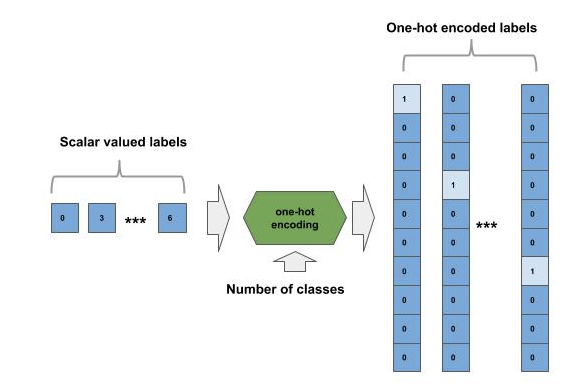 One-hot encoded labels
Scalar valued labels
0 3 *** 6
one-hot
encoding
Number of classes
1 0 0
0 0 0
0 0 0
0 1 0
0 0 0
***
0 0 0
0 0 1
0 0 0
0 0 0
0 0 0